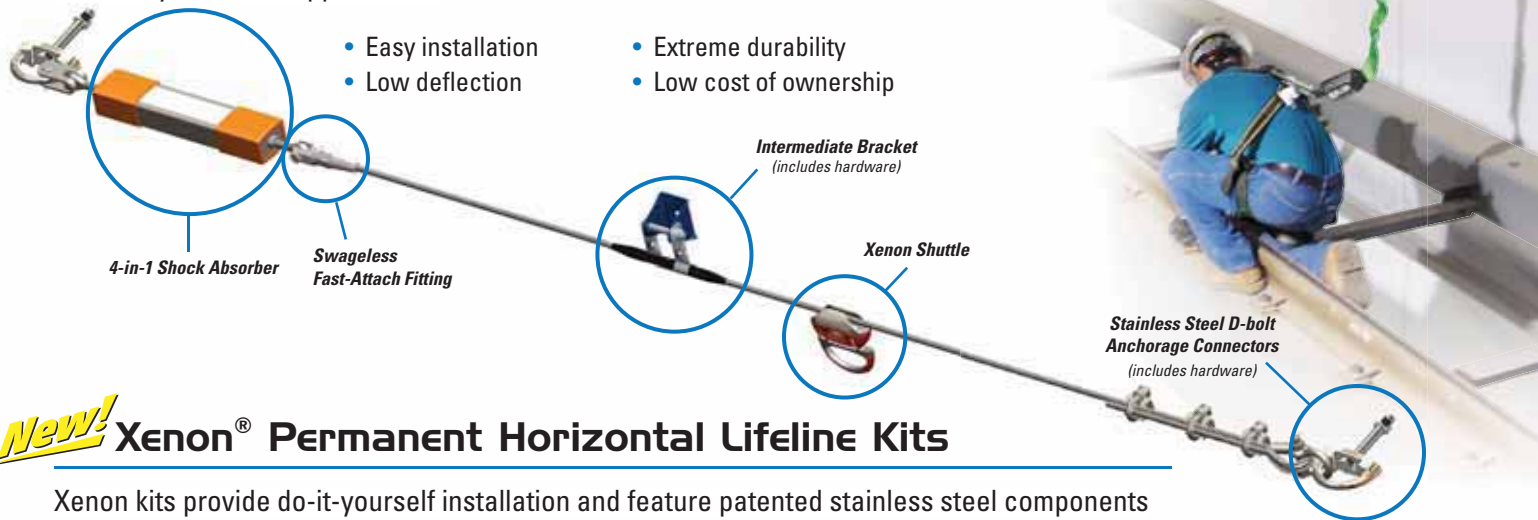 • Easy installation
• Low deflection
• Extreme durability
• Low cost of ownership
Intermediate Bracket
(includes hardware)
4-in-1 Shock Absorber
Swageless
Fast-Attach Fitting
Xenon Shuttle
Stainless Steel D-bolt
Anchorage Connectors
(includes hardware)
New! Xenon® Permanent Horizontal Lifeline Kits
Xenon kits provide do-it-yourself installation and feature patented stainless steel components